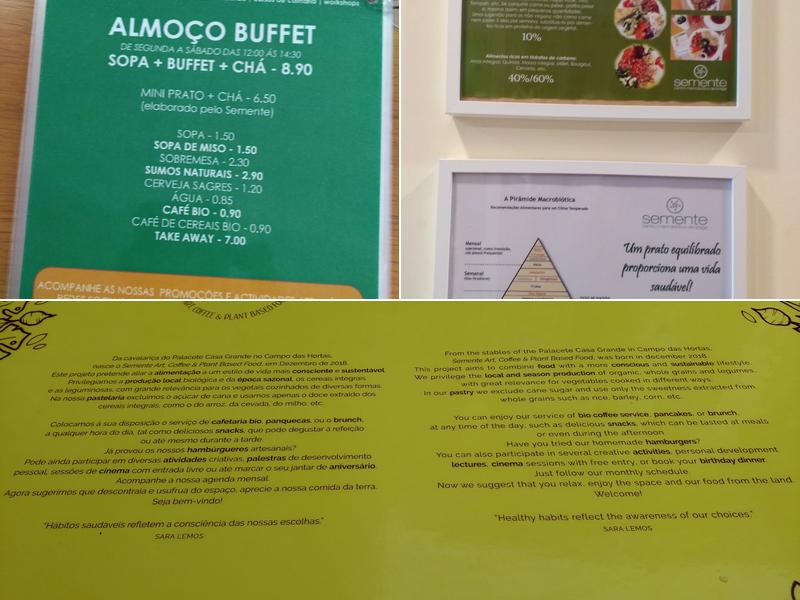 workshops
ALMOÇO BUFFET
DE SEGUNDA A SÁBADO DAS 12:00 ÀS 14:30
SOPA + BUFFET + CHÁ - 8.90
MINI PRATO + CHÁ - 6.50
(elaborado pelo Semente)
SOPA - 1.50
SOPA DE MISO - 1.50
SOBREMESA - 2.30
SUMOS NATURAIS - 2.90
CERVEJA SAGRES - 1.20
ÁGUA - 0.85
CAFÉ BIO - 0.90
CAFÉ DE CEREAIS BIO - 0.90
TAKE AWAY - 7.00
ACOMPANHE AS NOSSAS PROMOÇÕES E
10%
Alimentos ricos em hidratos de carbono:
40%/60%
semente
A Pirâmide Macrobiótica
Recomendações Alimentares para um Clima Temperado
semente
Mensal
Semanal
Um prato equilibrado
proporciona uma vida
saudável!
COFFEE & PLANT BASED
Da cavalariça do Palacete Casa Grande no Campo das Hortas,
nasce o Semente Art, Coffee & Plant Based Food, em Dezembro de 2018.
Este projeto pretende aliar a alimentação a um estilo de vida mais consciente e sustentável.
Privilegiamos a produção local biológica e da época sazonal, os cereais integrais
e as leguminosas, com grande relevância para os vegetais cozinhados de diversas formas.
Na nossa pastelaria excluímos o açúcar de cana e usamos apenas o doce extraído dos
cereais integrais, como o do arroz, da cevada, do milho, etc.
Colocamos à sua disposição o serviço de cafetaria bio, panquecas, ou o brunch,
a qualquer hora do dia, tal como deliciosos snacks, que pode degustar à refeição
ou até mesmo durante a tarde.
Já provou os nossos hambúrgueres artesanais?
Pode ainda participar em diversas atividades criativas, palestras de desenvolvimento
pessoal, sessões de cinema com entrada livre ou até marcar o seu jantar de aniversário.
Acompanhe a nossa agenda mensal.
Agora sugerimos que descontraia e usufrua do espaço, aprecie a nossa comida da terra.
Seja bem-vindo!
"Hábitos saudáveis refletem a consciência das nossas escolhas."
SARA LEMOS
From the stables of the Palacete Casa Grande in Campo das Hortas,
Semente Art, Coffee & Plant Based Food, was born in december 2018.
This project aims to combine food with a more conscious and sustainable lifestyle.
We privilege the local and season production of organic, whole grains and legumes,
with great relevance for vegetables cooked in different ways.
In our pastry we exclude cane sugar and use only the sweetness extracted from
whole grains such as rice, barley, corn, etc.
You can enjoy our service of bio coffee service, pancakes, or brunch,
at any time of the day, such as delicious snacks, which can be tasted at meals
or even during the afternoon.
Have you tried our homemade hamburgers?
You can also participate in several creative activities, personal development
lectures, cinema sessions with free entry, or book your birthday dinner.
Just follow our monthly schedule.
Now we suggest that you relax, enjoy the space and our food from the land.
Welcome!
"Healthy habits reflect the awareness of our choices."
SARA LEMOS